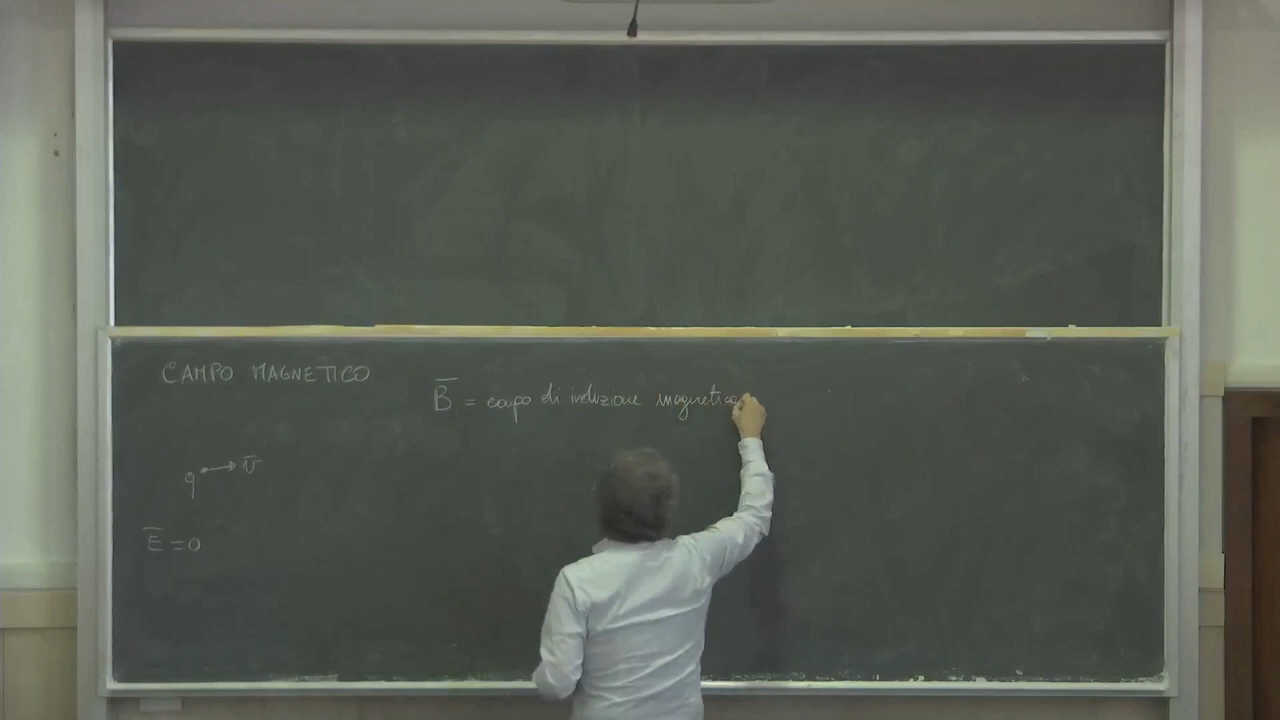 CAMPO MAGNETICO
B̅ = campo di induzione magnetica
q → v̅
E̅ = 0